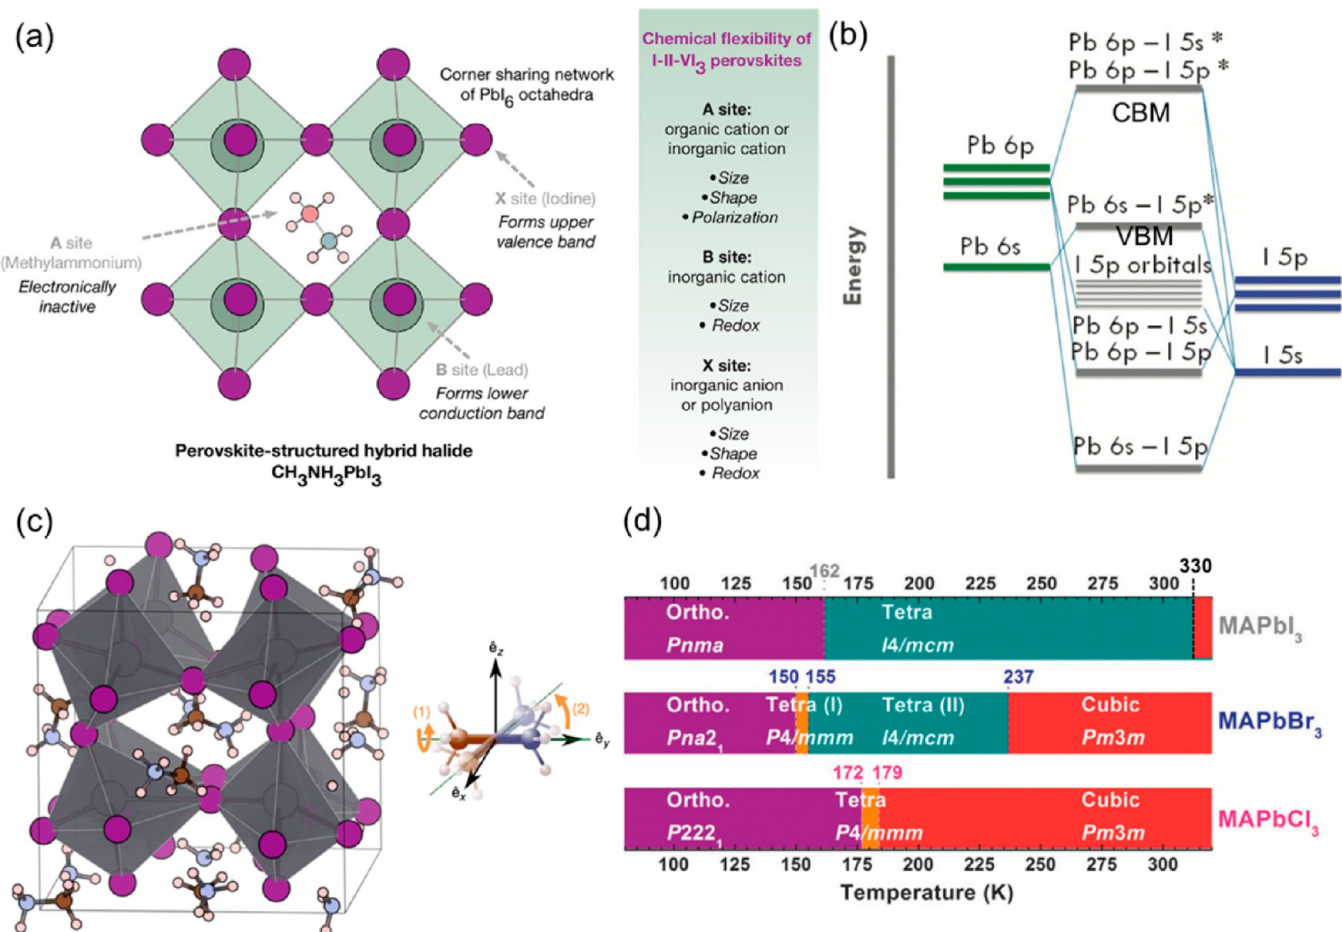 (a)
Corner sharing network
of PbI₆ octahedra
X site (Iodine)
Forms upper
valence band
A site
(Methylammonium)
Electronically
inactive
B site (Lead)
Forms lower
conduction band
Perovskite-structured hybrid halide
CH₃NH₃PbI₃
Chemical flexibility of
I-II-VI₃ perovskites
A site:
organic cation or
inorganic cation
•Size
•Shape
•Polarization
B site:
inorganic cation
•Size
• Redox
X site:
inorganic anion
or polyanion
•Size
•Shape
• Redox
(b)
Energy
Pb 6p
Pb 6s
Pb 6p – I 5s *
Pb 6p – I 5p *
CBM
Pb 6s – I 5p*
VBM
I 5p orbitals
Pb 6p – I 5s
Pb 6p – I 5p
Pb 6s – I 5p
I 5p
I 5s
(c)
êz
(1)
(2)
êy
êx
(d)
100 125 150 162 175 200 225 250 275 300 330
Ortho. Tetra
Pnma I4/mcm
MAPbI₃
150 155 237
Ortho. Tetra (I) Tetra (II) Cubic
Pna2₁ P4/mmm I4/mcm Pm3m
MAPbBr₃
172 179
Ortho. Tetra Cubic
P222₁ P4/mmm Pm3m
MAPbCl₃
100 125 150 175 200 225 250 275 300
Temperature (K)